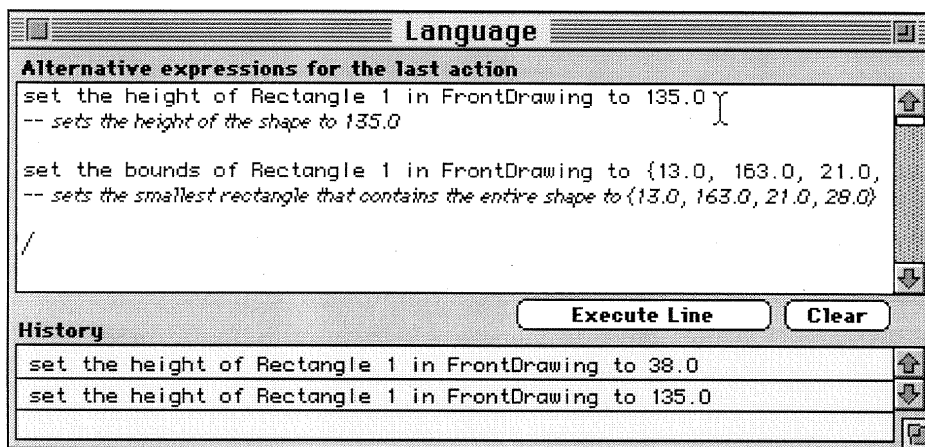 Language
Alternative expressions for the last action
set the height of Rectangle 1 in FrontDrawing to 135.0
-- sets the height of the shape to 135.0
set the bounds of Rectangle 1 in FrontDrawing to {13.0, 163.0, 21.0,
-- sets the smallest rectangle that contains the entire shape to {13.0, 163.0, 21.0, 28.0}
/
Execute Line
Clear
History
set the height of Rectangle 1 in FrontDrawing to 38.0
set the height of Rectangle 1 in FrontDrawing to 135.0